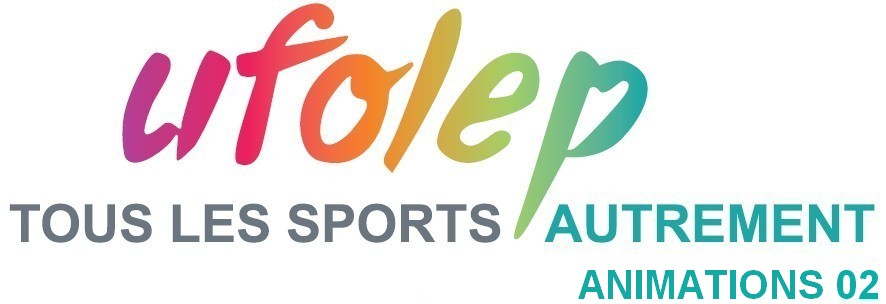 ufolep
TOUS LES SPORTS AUTREMENT
ANIMATIONS 02